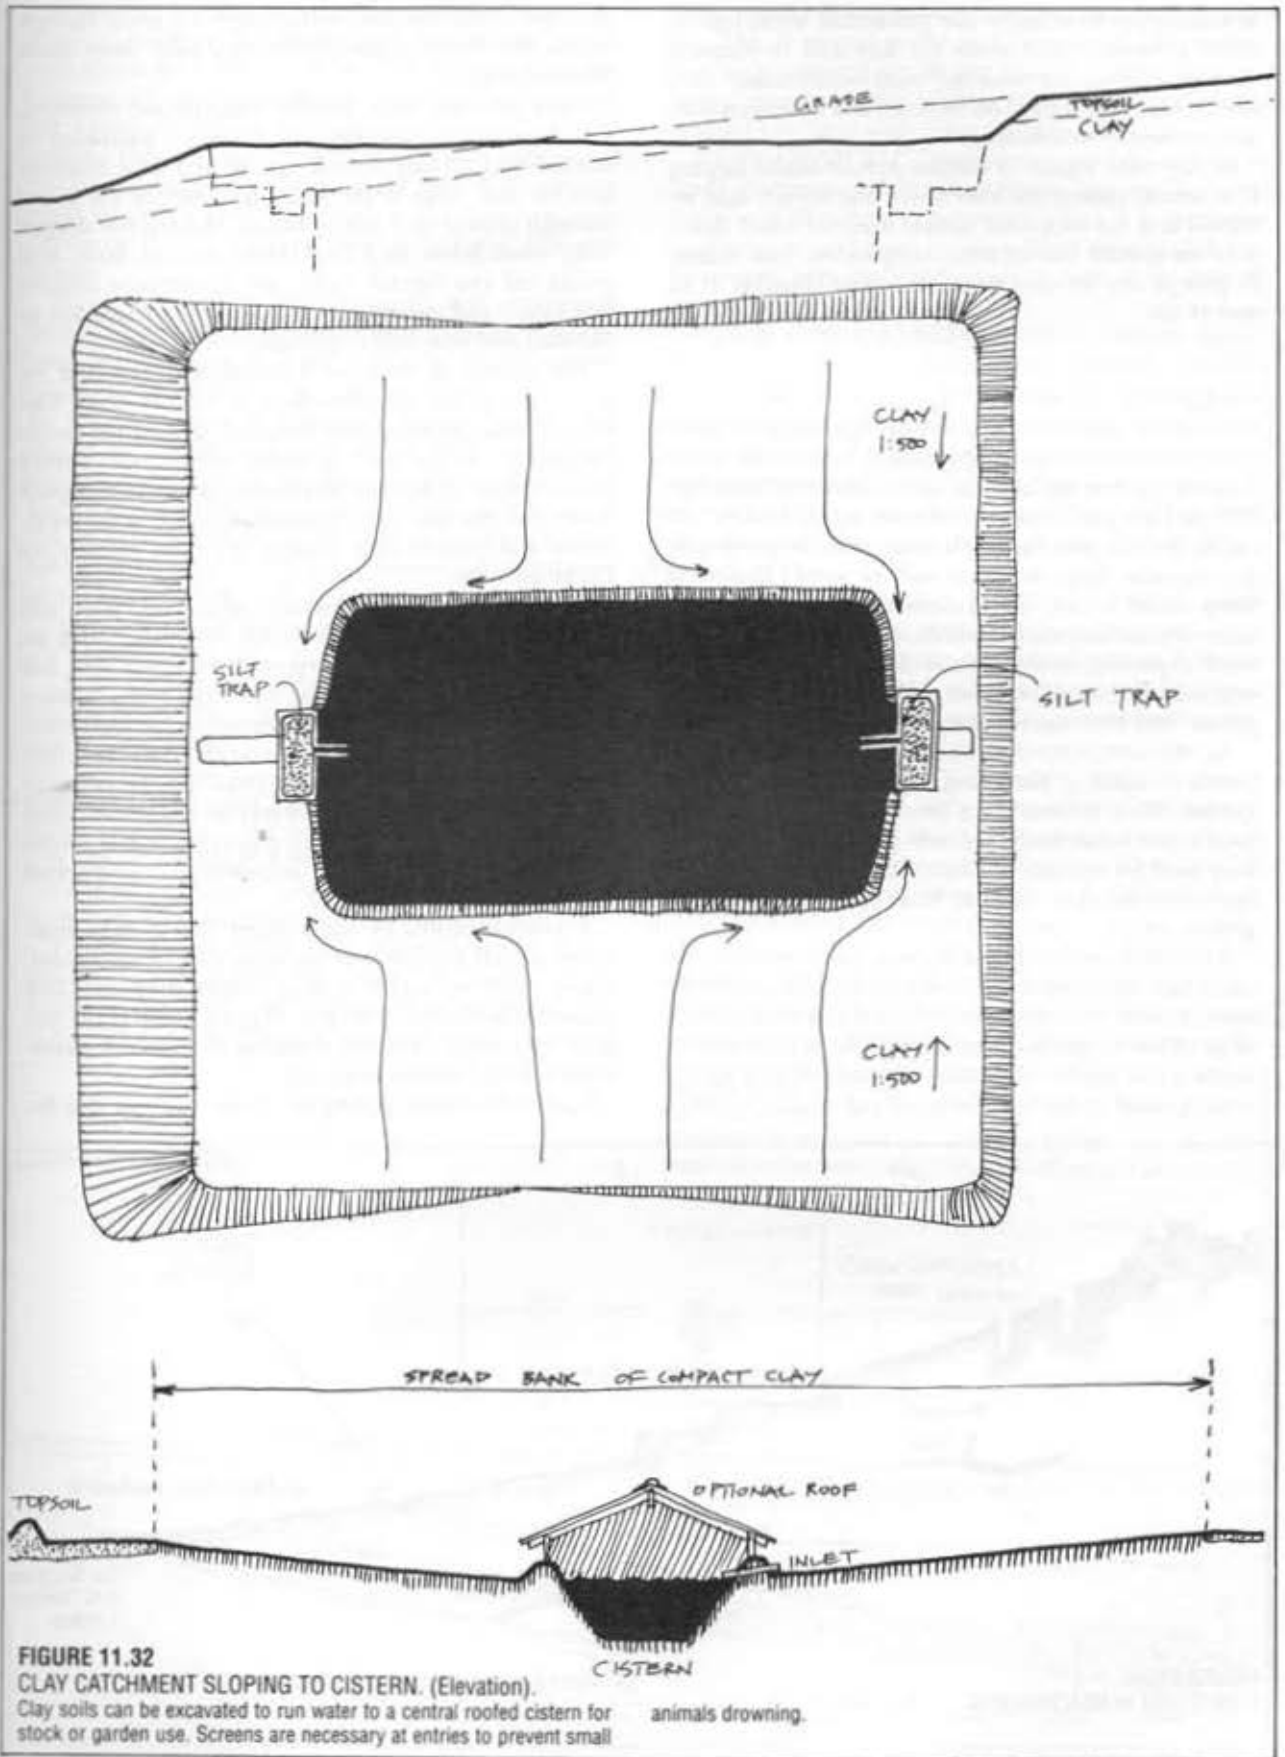 GRADE
TOPSOIL
CLAY
CLAY
1:500
SILT
TRAP
SILT TRAP
CLAY
1:500
SPREAD BANK OF COMPACT CLAY
TOPSOIL
OPTIONAL ROOF
INLET
CISTERN
FIGURE 11.32
CLAY CATCHMENT SLOPING TO CISTERN. (Elevation).
Clay soils can be excavated to run water to a central roofed cistern for
stock or garden use. Screens are necessary at entries to prevent small
animals drowning.